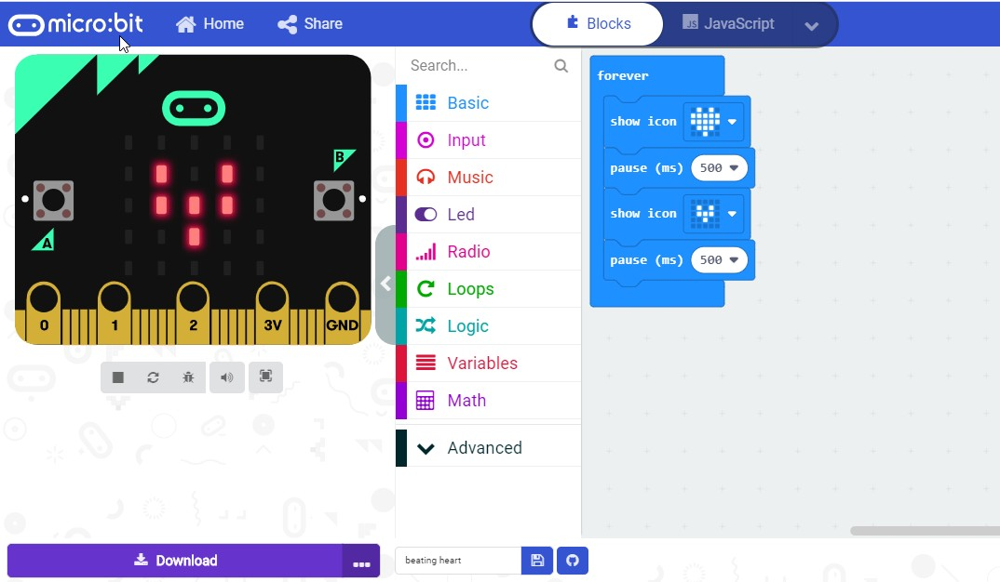 micro:bit Home Share Blocks JS JavaScript
Search...
Basic
Input
Music
Led
Radio
Loops
Logic
Variables
Math
Advanced
B
A
0 1 2 3V GND
forever
show icon
pause (ms) 500
show icon
pause (ms) 500
Download ...
beating heart